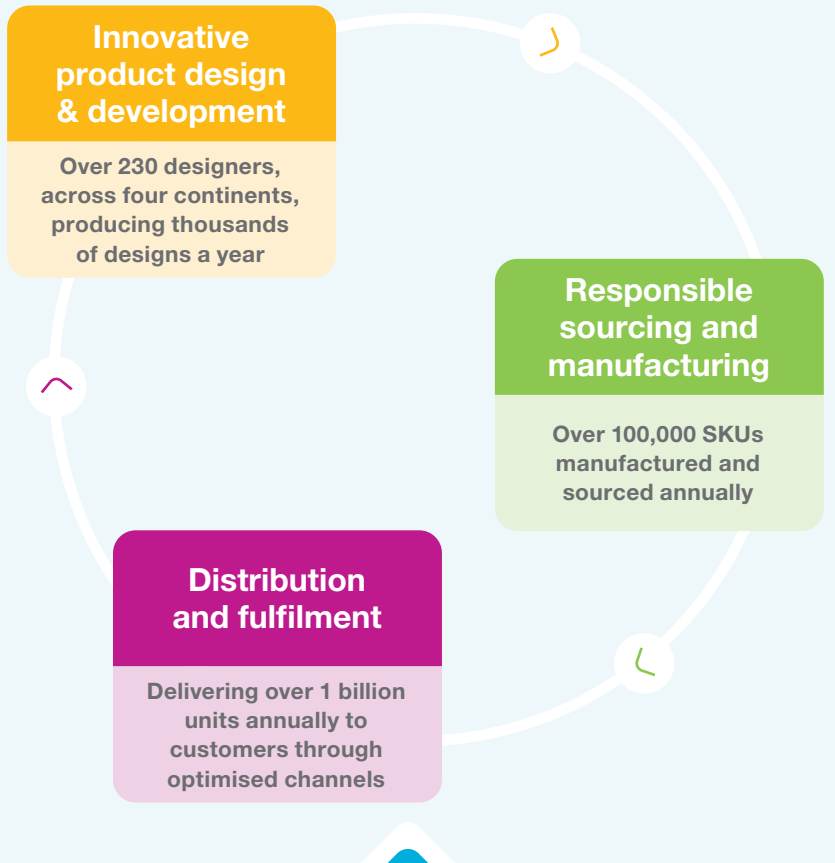 Innovative
product design
& development
Over 230 designers,
across four continents,
producing thousands
of designs a year
Responsible
sourcing and
manufacturing
Over 100,000 SKUs
manufactured and
sourced annually
Distribution
and fulfilment
Delivering over 1 billion
units annually to
customers through
optimised channels